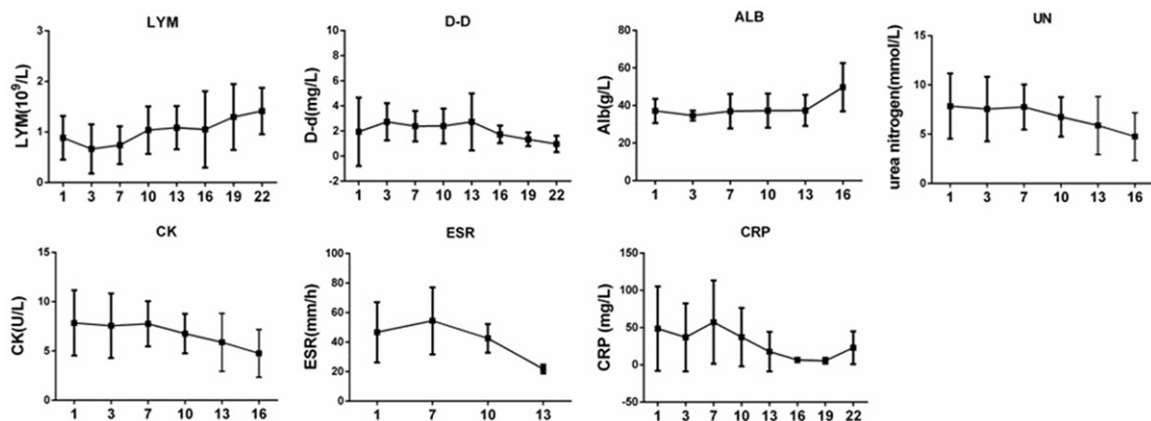 LYM
LYM(10⁹/L)
3
2
1
0
1 3 7 10 13 16 19 22
D-D
D-d(mg/L)
10
8
6
4
2
0
-2
1 3 7 10 13 16 19 22
ALB
Alb(g/L)
80
60
40
20
0
1 3 7 10 13 16
UN
urea nitrogen(mmol/L)
15
10
5
0
1 3 7 10 13 16
CK
CK(U/L)
15
10
5
0
1 3 7 10 13 16
ESR
ESR(mm/h)
100
80
60
40
20
0
1 7 10 13
CRP
CRP (mg/L)
150
100
50
0
-50
1 3 7 10 13 16 19 22